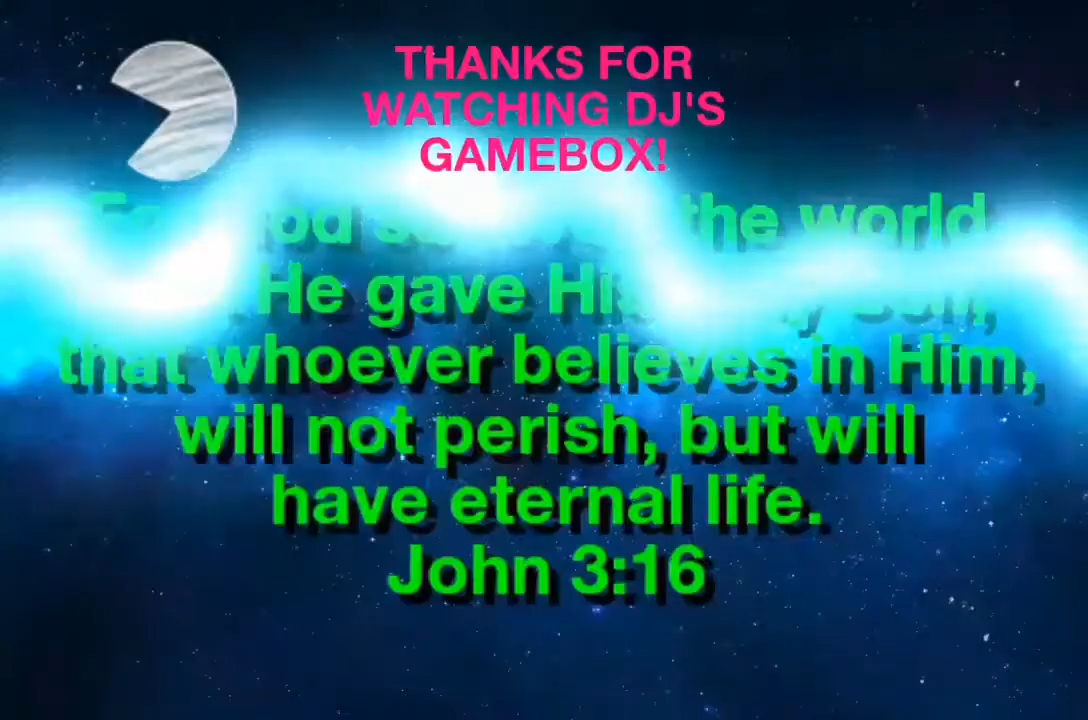 THANKS FOR
WATCHING DJ'S
GAMEBOX!
the world
He gave
that whoever believes in Him,
will not perish, but will
have eternal life.
John 3:16